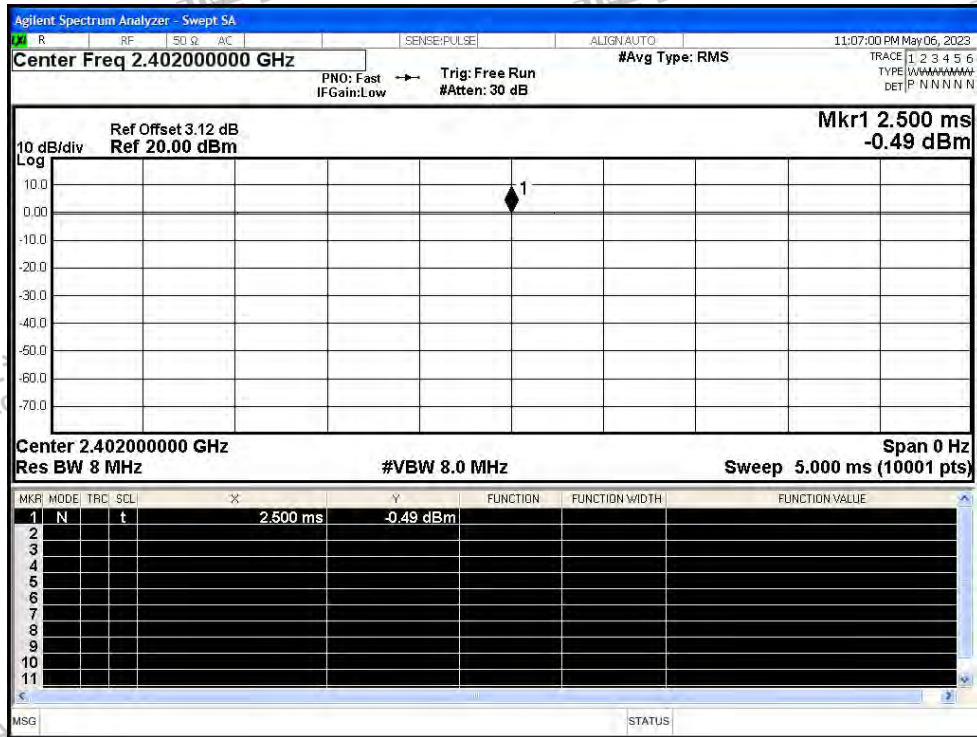 Agilent Spectrum Analyzer - Swept SA
LXI R RF 50 Ω AC SENSE:PULSE ALIGN AUTO 11:07:00 PM May 06, 2023
Center Freq 2.402000000 GHz #Avg Type: RMS TRACE 1 2 3 4 5 6
PNO: Fast Trig: Free Run TYPE WWWWWW
IFGain:Low #Atten: 30 dB DET P N N N N N
Mkr1 2.500 ms
Ref Offset 3.12 dB
10 dB/div Ref 20.00 dBm -0.49 dBm
Log
10.0
1
0.00
-10.0
-20.0
-30.0
-40.0
-50.0
-60.0
-70.0
Center 2.402000000 GHz Span 0 Hz
Res BW 8 MHz #VBW 8.0 MHz Sweep 5.000 ms (10001 pts)
MKR MODE TRC SCL X Y FUNCTION FUNCTION WIDTH FUNCTION VALUE
1 N t 2.500 ms -0.49 dBm
2
3
4
5
6
7
8
9
10
11
MSG STATUS